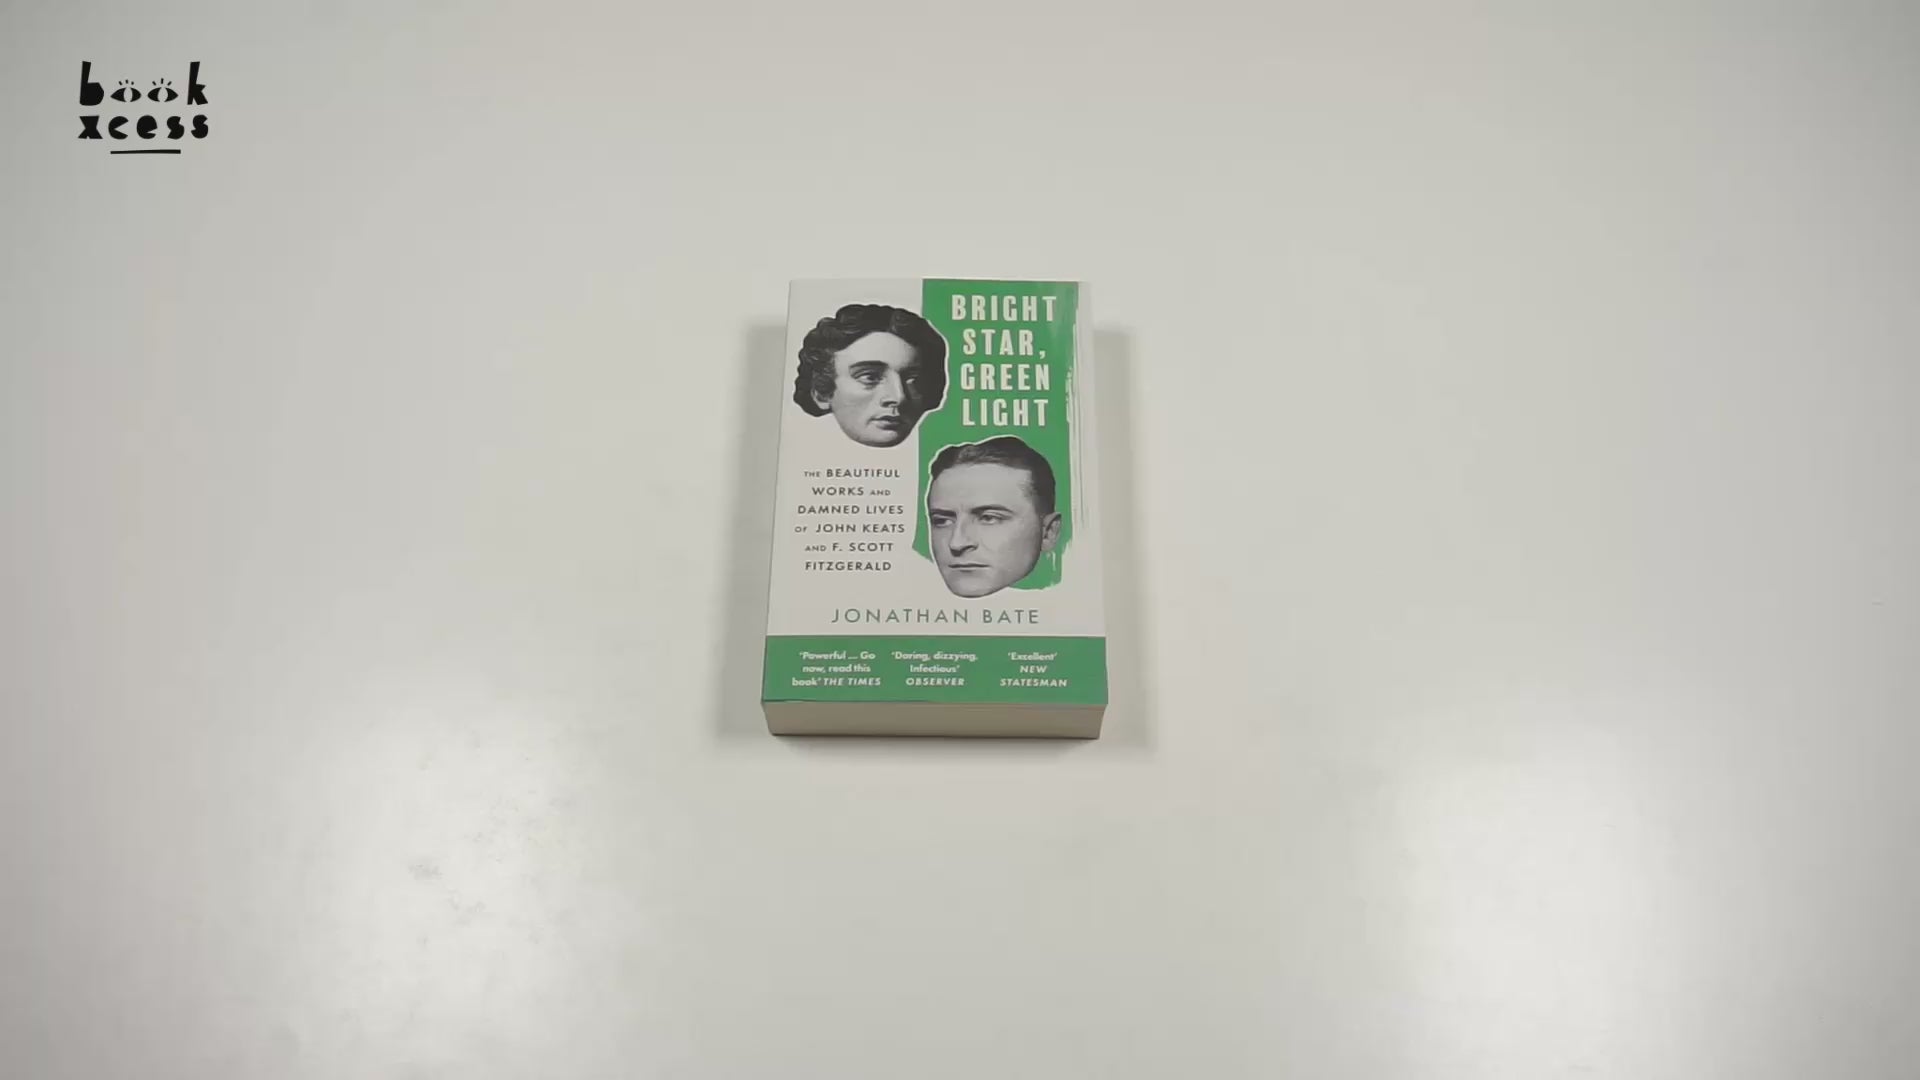 book
xcess
BRIGHT
STAR,
GREEN
LIGHT
THE BEAUTIFUL
WORKS AND
DAMNED LIVES
OF JOHN KEATS
AND F. SCOTT
FITZGERALD
JONATHAN BATE
'Powerful ... Go
now, read this
book' THE TIMES
'Daring, dizzying,
Infectious'
OBSERVER
'Excellent'
NEW
STATESMAN